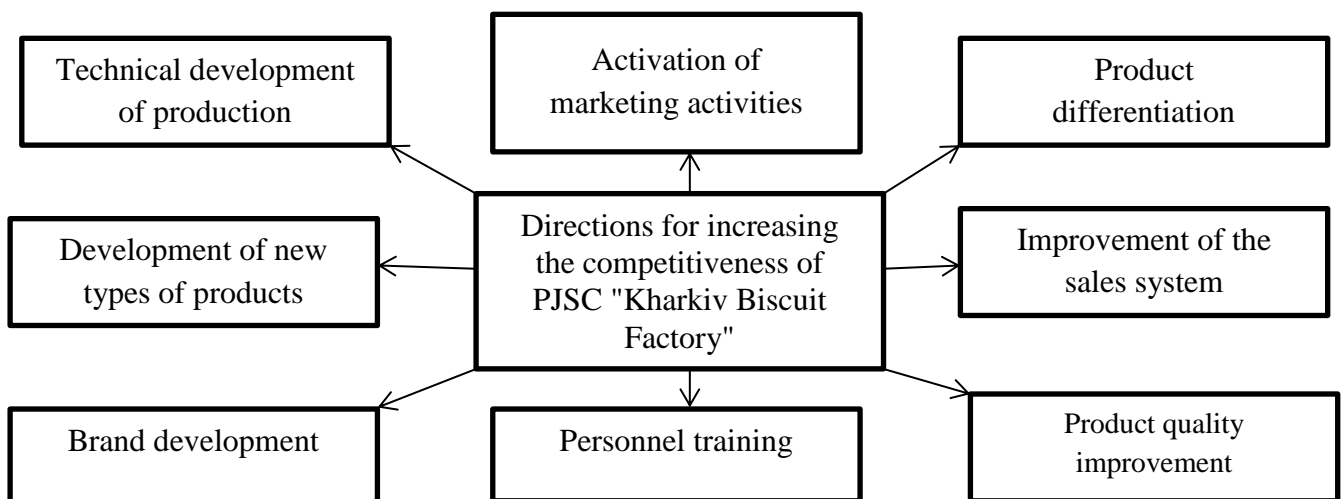 Technical development
of production
Activation of
marketing activities
Product
differentiation
Development of new
types of products
Directions for increasing
the competitiveness of
PJSC "Kharkiv Biscuit
Factory"
Improvement of the
sales system
Brand development
Personnel training
Product quality
improvement